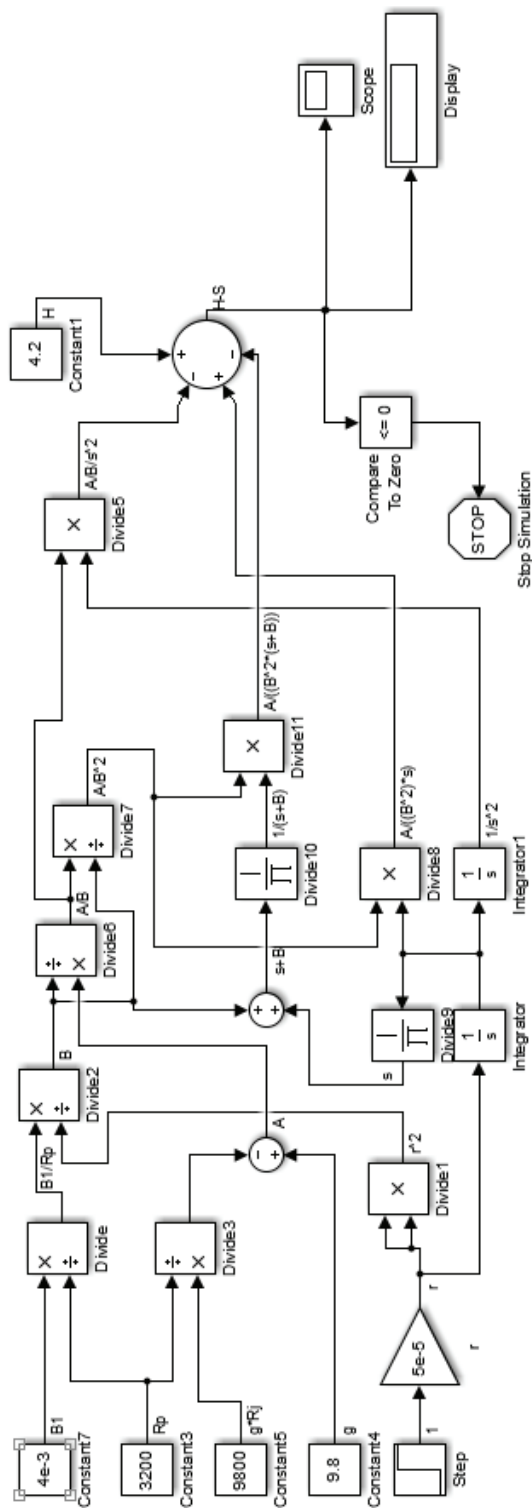 4e-3
Constant7
B1
3200
Constant3
Rp
9800
Constant5
g*Rj
9.8
Constant4
g
Step
1
5e-5
r
r
×
÷
Divide
B1/Rp
÷
×
Divide3
×
Divide1
r^2
×
÷
Divide2
B
−
+
A
÷
×
Divide6
A/B
×
÷
Divide7
A/B^2
+
+
s+B
1
∏
Divide9
s
1
s
Integrator
1
∏
Divide10
1/(s+B)
×
Divide11
A/((B^2*(s+B))
×
Divide8
A/((B^2)*s)
1
s
Integrator1
1/s^2
×
Divide5
A/B/s^2
4.2
Constant1
H
+
−
+
−
H-S
<= 0
Compare
To Zero
STOP
Stop Simulation
Scope
Display